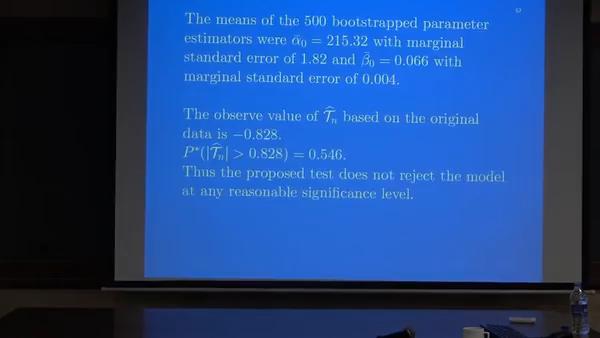 The means of the 500 bootstrapped parameter
estimators were ᾱ₀ = 215.32 with marginal
standard error of 1.82 and β̄₀ = 0.066 with
marginal standard error of 0.004.
The observe value of 𝒯̂ₙ based on the original
data is −0.828.
P*(|𝒯̂ₙ| > 0.828) = 0.546.
Thus the proposed test does not reject the model
at any reasonable significance level.